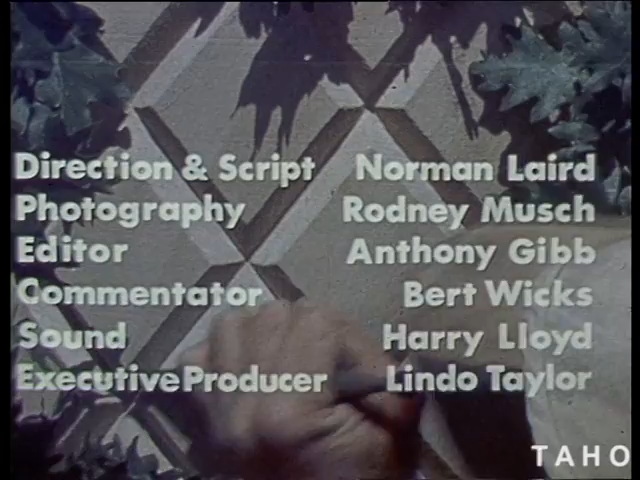 Direction & Script Norman Laird
Photography Rodney Musch
Editor Anthony Gibb
Commentator Bert Wicks
Sound Harry Lloyd
Executive Producer Lindo Taylor
TAHO